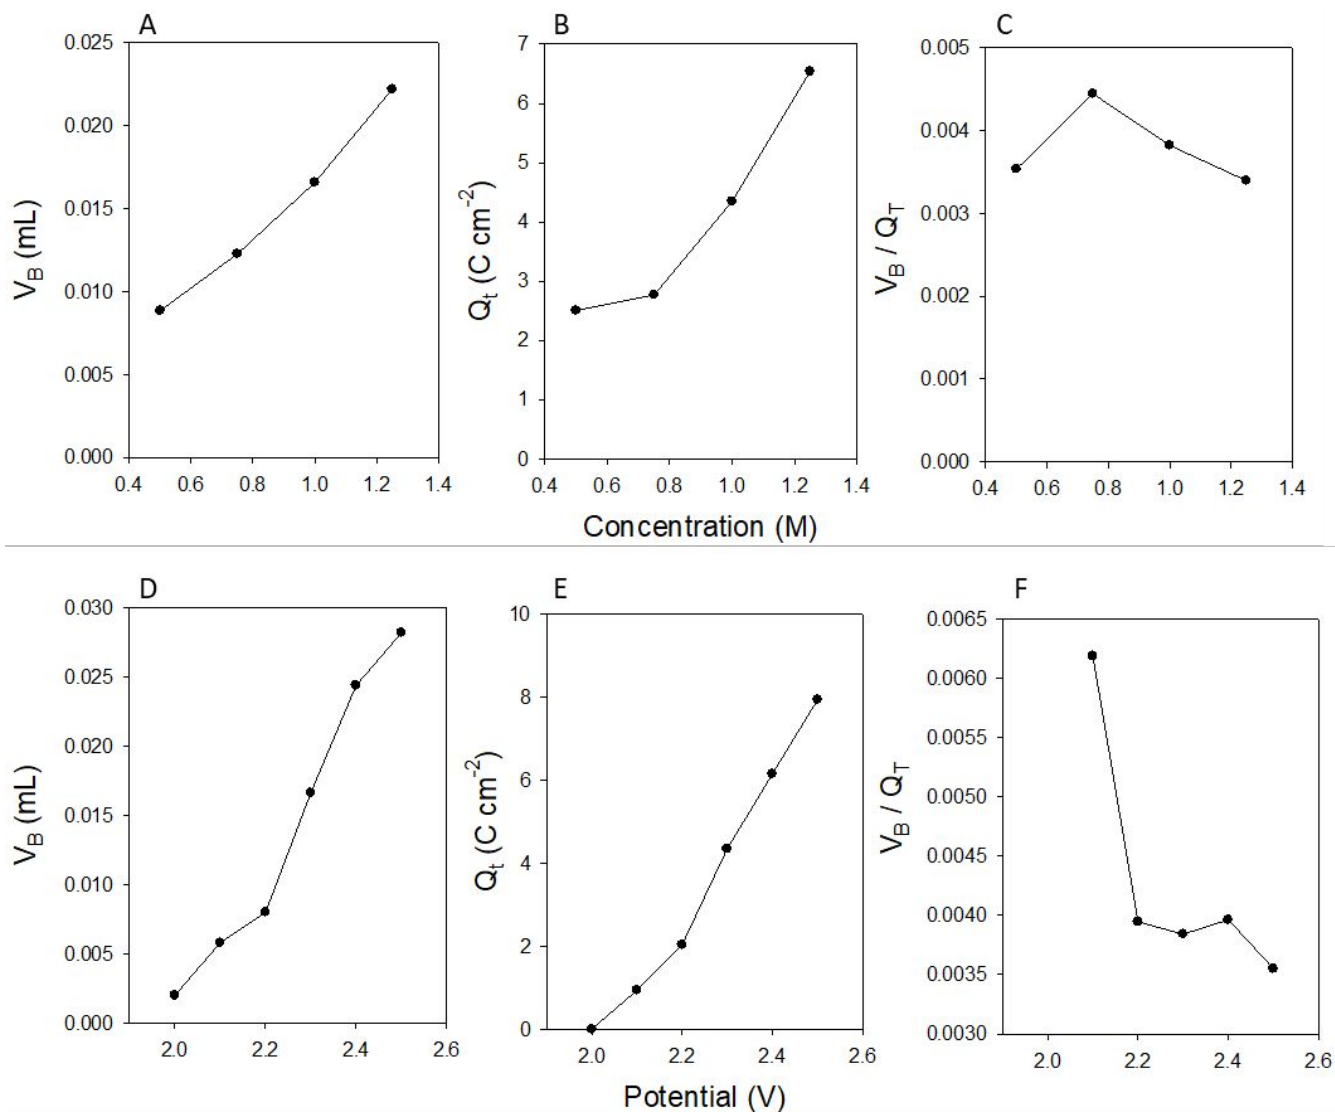 A
V_B (mL)
0.025
0.020
0.015
0.010
0.005
0.000
0.4 0.6 0.8 1.0 1.2 1.4
B
Q_t (C cm^-2)
7
6
5
4
3
2
1
0
0.4 0.6 0.8 1.0 1.2 1.4
C
V_B / Q_T
0.005
0.004
0.003
0.002
0.001
0.000
0.4 0.6 0.8 1.0 1.2 1.4
Concentration (M)
D
V_B (mL)
0.030
0.025
0.020
0.015
0.010
0.005
0.000
2.0 2.2 2.4 2.6
E
Q_t (C cm^-2)
10
8
6
4
2
0
2.0 2.2 2.4 2.6
F
V_B / Q_T
0.0065
0.0060
0.0055
0.0050
0.0045
0.0040
0.0035
0.0030
2.0 2.2 2.4 2.6
Potential (V)